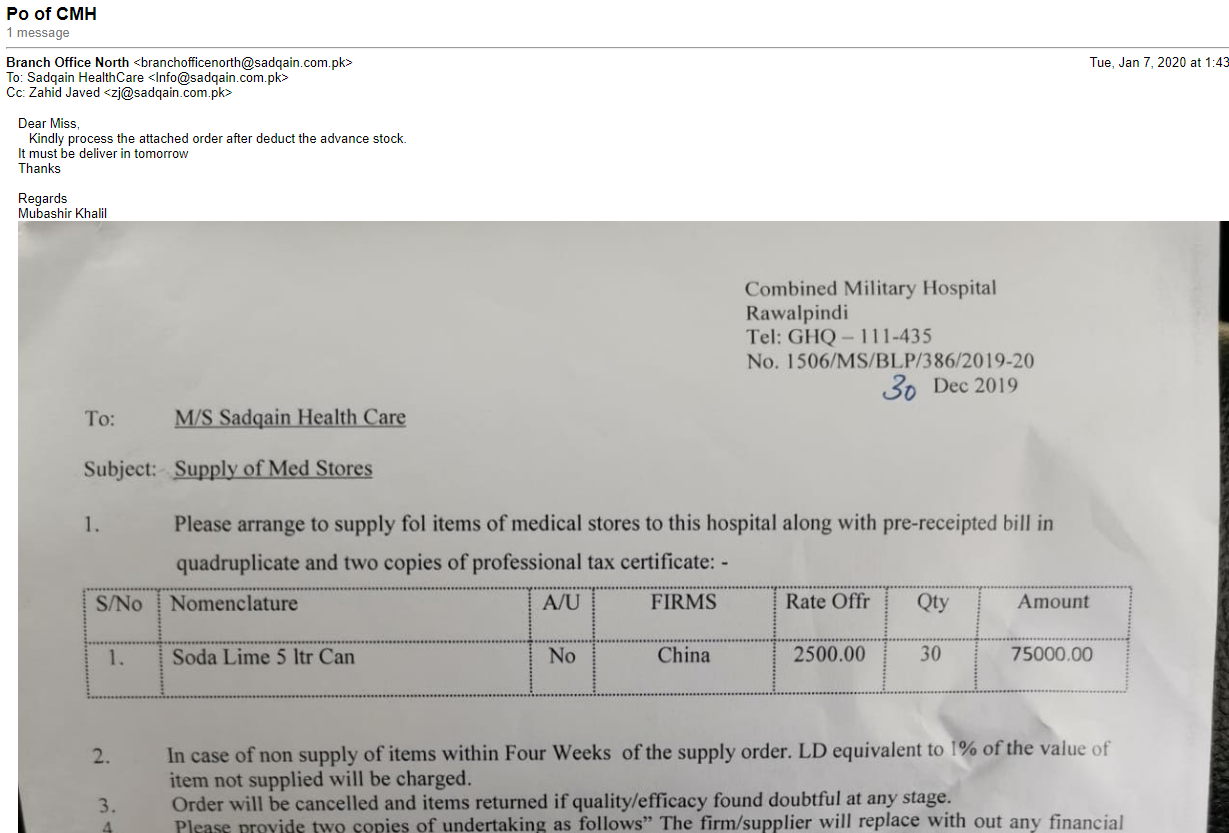 Po of CMH
1 message
Branch Office North <branchofficenorth@sadqain.com.pk> Tue, Jan 7, 2020 at 1:43
To: Sadqain HealthCare <Info@sadqain.com.pk>
Cc: Zahid Javed <zj@sadqain.com.pk>
Dear Miss,
Kindly process the attached order after deduct the advance stock.
It must be deliver in tomorrow
Thanks
Regards
Mubashir Khalil
Combined Military Hospital
Rawalpindi
Tel: GHQ – 111-435
No. 1506/MS/BLP/386/2019-20
30 Dec 2019
To: M/S Sadqain Health Care
Subject: Supply of Med Stores
1. Please arrange to supply fol items of medical stores to this hospital along with pre-receipted bill in
quadruplicate and two copies of professional tax certificate: -
S/No Nomenclature A/U FIRMS Rate Offr Qty Amount
1. Soda Lime 5 ltr Can No China 2500.00 30 75000.00
2. In case of non supply of items within Four Weeks of the supply order. LD equivalent to 1% of the value of
item not supplied will be charged.
3. Order will be cancelled and items returned if quality/efficacy found doubtful at any stage.
4 Please provide two copies of undertaking as follows” The firm/supplier will replace with out any financial